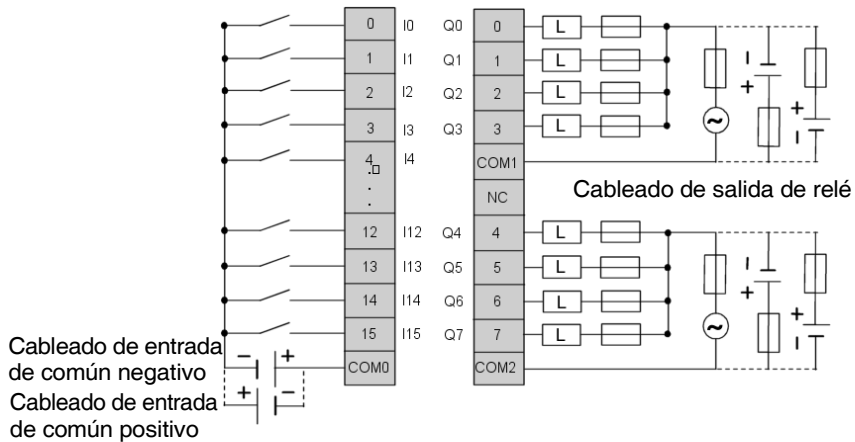 0 I0 Q0 0 L
1 I1 Q1 1 L
2 I2 Q2 2 L
3 I3 Q3 3 L
4 I4 COM1
NC
Cableado de salida de relé
12 I12 Q4 4 L
13 I13 Q5 5 L
14 I14 Q6 6 L
15 I15 Q7 7 L
COM0 COM2
Cableado de entrada
de común negativo
Cableado de entrada
de común positivo